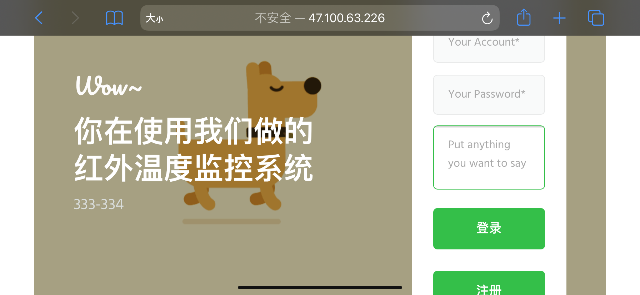 大小
不安全 — 47.100.63.226
Wow~
你在使用我们做的
红外温度监控系统
333-334
Your Account*
Your Password*
Put anything
you want to say
登录
注册